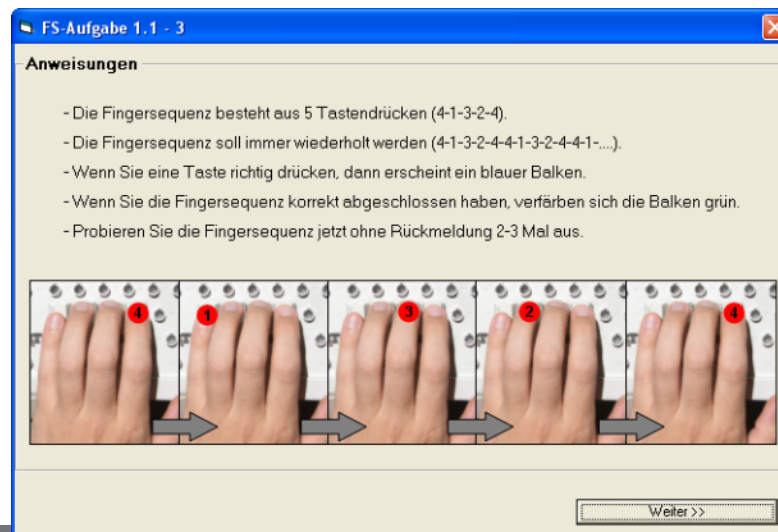 FS-Aufgabe 1.1 - 3
Anweisungen
- Die Fingersequenz besteht aus 5 Tastendrücken (4-1-3-2-4).
- Die Fingersequenz soll immer wiederholt werden (4-1-3-2-4-4-1-3-2-4-4-1-....).
- Wenn Sie eine Taste richtig drücken, dann erscheint ein blauer Balken.
- Wenn Sie die Fingersequenz korrekt abgeschlossen haben, verfärben sich die Balken grün.
- Probieren Sie die Fingersequenz jetzt ohne Rückmeldung 2-3 Mal aus.
4 1 3 2 4
Weiter >>